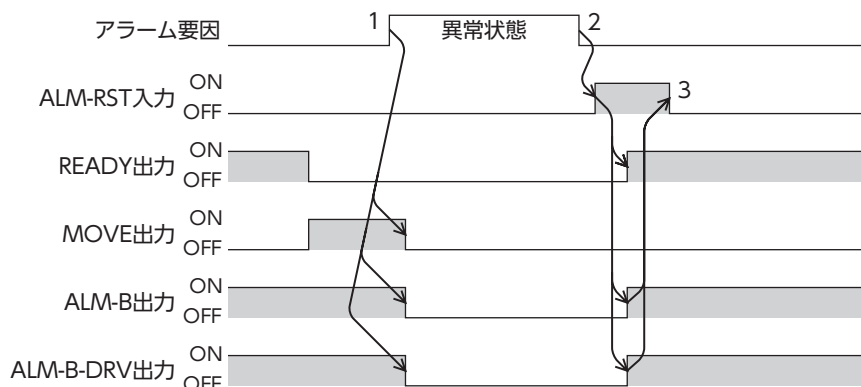 アラーム要因
1
異常状態
2
ALM-RST入力
ON
OFF
3
READY出力
ON
OFF
MOVE出力
ON
OFF
ALM-B出力
ON
OFF
ALM-B-DRV出力
ON
OFF